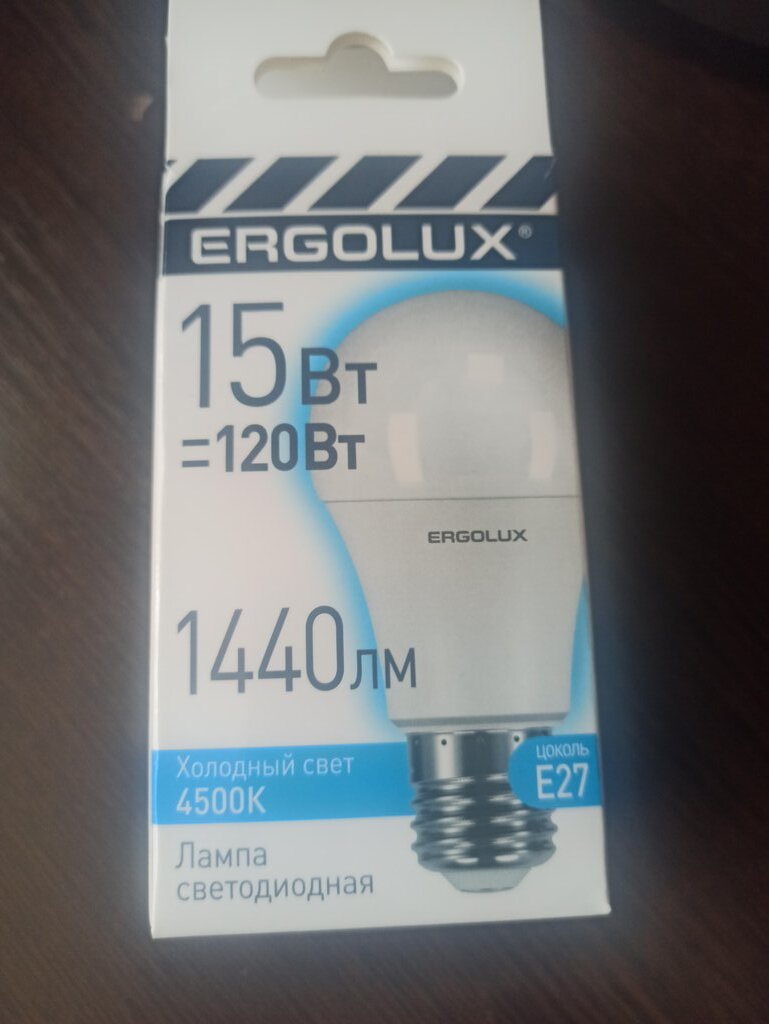 ERGOLUX®
15Вт
=120Вт
ERGOLUX
1440лм
Холодный свет
4500K
цоколь
E27
Лампа
светодиодная